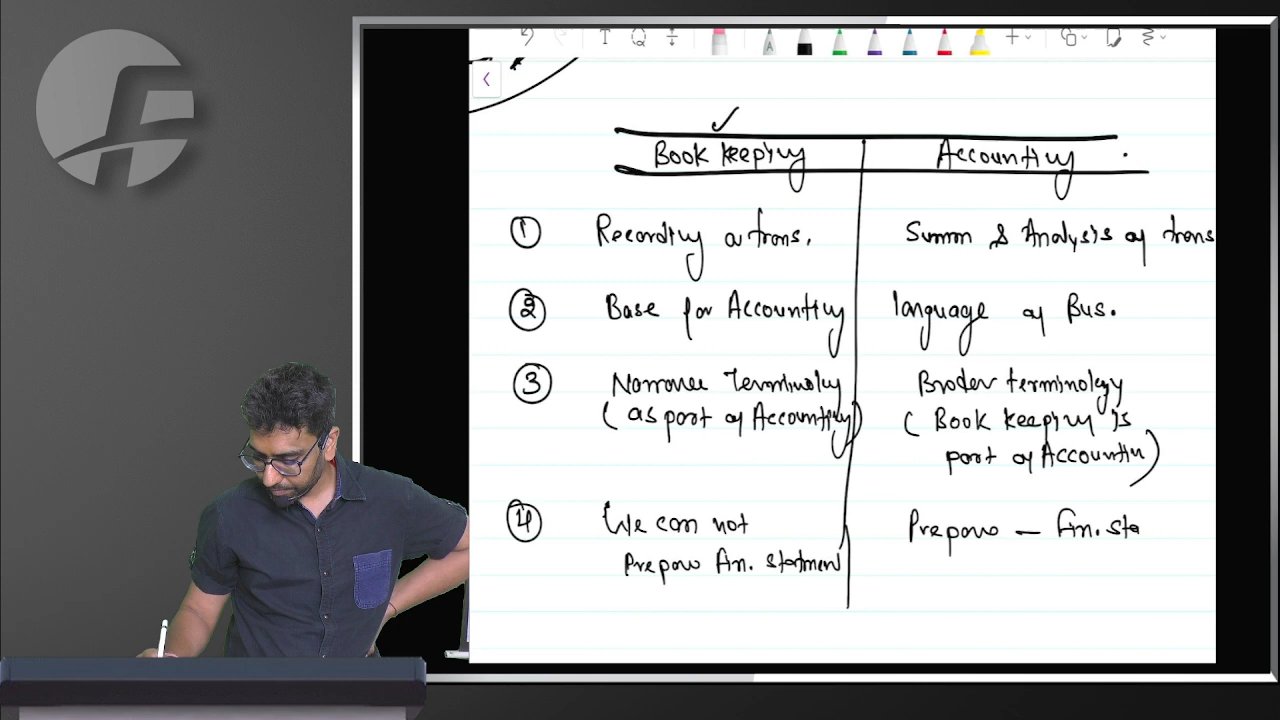 Book keeping Accounting
① Recording of trans. Summ & Analysis of trans
② Base for Accounting language of Bus.
③ Narrower Terminology Broder terminology
(as part of Accounting) (Book keeping is
part of Accountin)
④ We can not Prepare - fin. sta
Prepare fin. statment